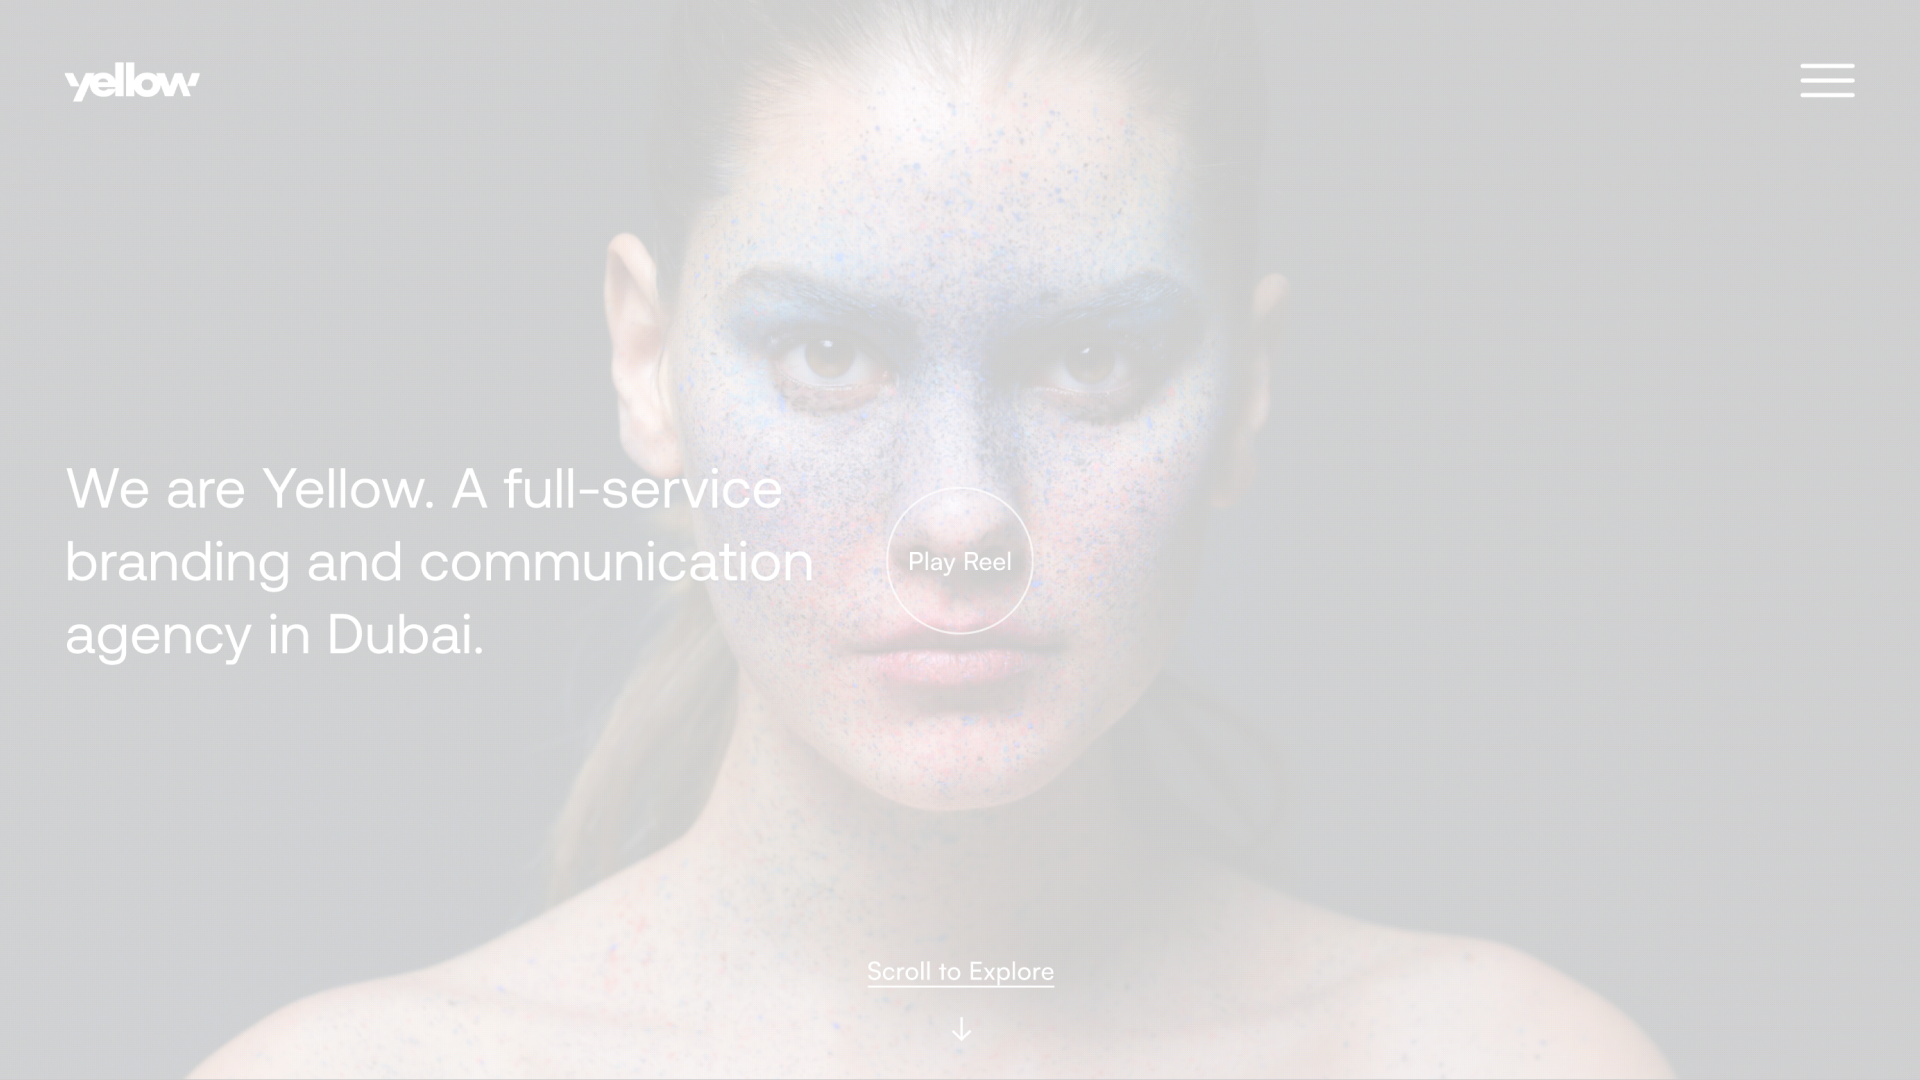 yellow
We are Yellow. A full-service
branding and communication
agency in Dubai.
Play Reel
Scroll to Explore